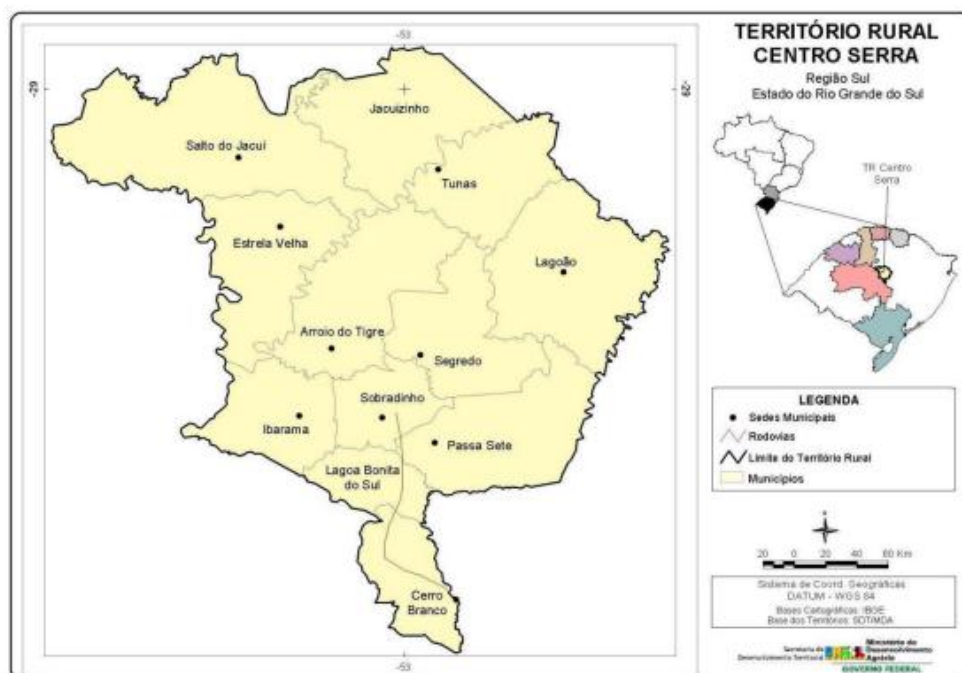 TERRITÓRIO RURAL
CENTRO SERRA
Região Sul
Estado do Rio Grande do Sul
-53
-29
-29
Jacuizinho
Salto do Jacuí
Tunas
Estrela Velha
Lagoão
Arroio do Tigre
Segredo
Sobradinho
Ibarama
Passa Sete
Lagoa Bonita
do Sul
Cerro
Branco
-53
TR Centro
Serra
LEGENDA
Sedes Municipais
Rodovias
Limite do Território Rural
Municípios
20 0 20 40 60 Km
Sistema de Coord. Geográficas
DATUM - WGS 84
Bases Cartográficas: IBGE
Base dos Territórios: SDT/MDA
Secretaria de
Desenvolvimento Territorial
Ministério do
Desenvolvimento
Agrário
GOVERNO FEDERAL